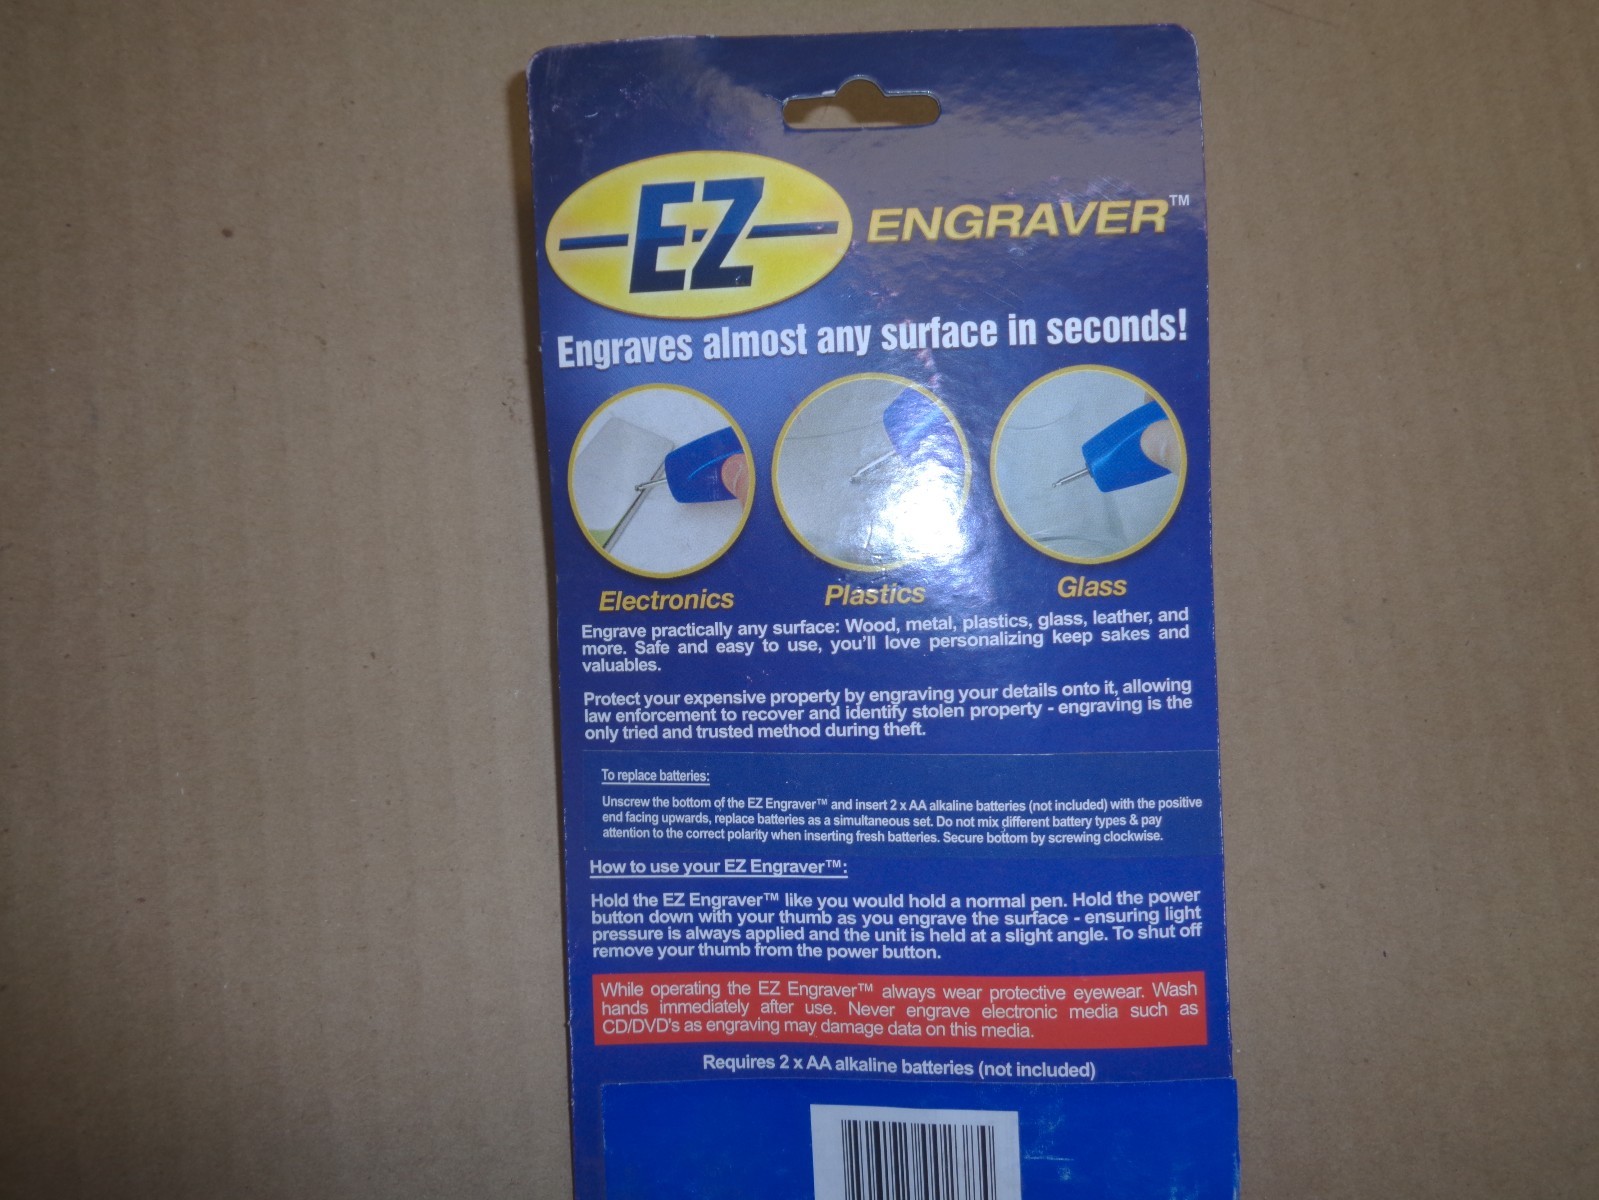 EZ ENGRAVER™
Engraves almost any surface in seconds!
Electronics Plastics Glass
Engrave practically any surface: Wood, metal, plastics, glass, leather, and
more. Safe and easy to use, you'll love personalizing keep sakes and
valuables.
Protect your expensive property by engraving your details onto it, allowing
law enforcement to recover and identify stolen property - engraving is the
only tried and trusted method during theft.
To replace batteries:
Unscrew the bottom of the EZ Engraver™ and insert 2 x AA alkaline batteries (not included) with the positive
end facing upwards, replace batteries as a simultaneous set. Do not mix different battery types & pay
attention to the correct polarity when inserting fresh batteries. Secure bottom by screwing clockwise.
How to use your EZ Engraver™:
Hold the EZ Engraver™ like you would hold a normal pen. Hold the power
button down with your thumb as you engrave the surface - ensuring light
pressure is always applied and the unit is held at a slight angle. To shut off
remove your thumb from the power button.
While operating the EZ Engraver™ always wear protective eyewear. Wash
hands immediately after use. Never engrave electronic media such as
CD/DVD's as engraving may damage data on this media.
Requires 2 x AA alkaline batteries (not included)